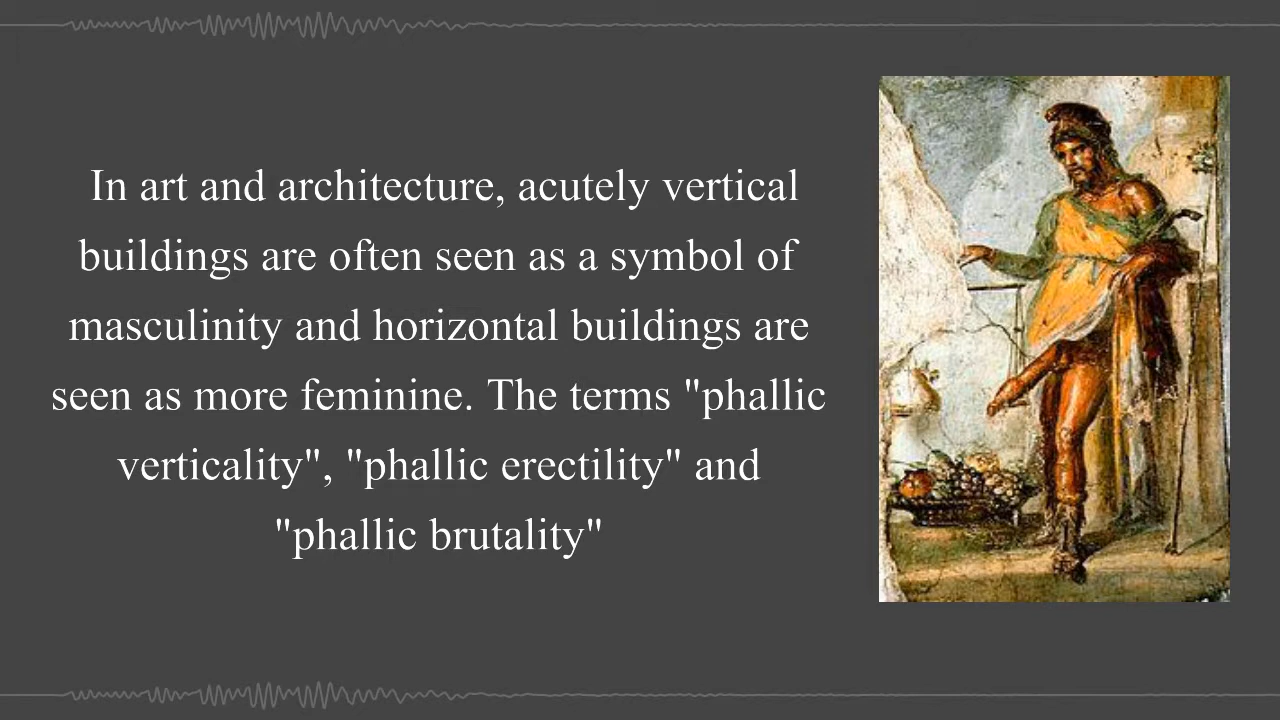 In art and architecture, acutely vertical
buildings are often seen as a symbol of
masculinity and horizontal buildings are
seen as more feminine. The terms "phallic
verticality", "phallic erectility" and
"phallic brutality"